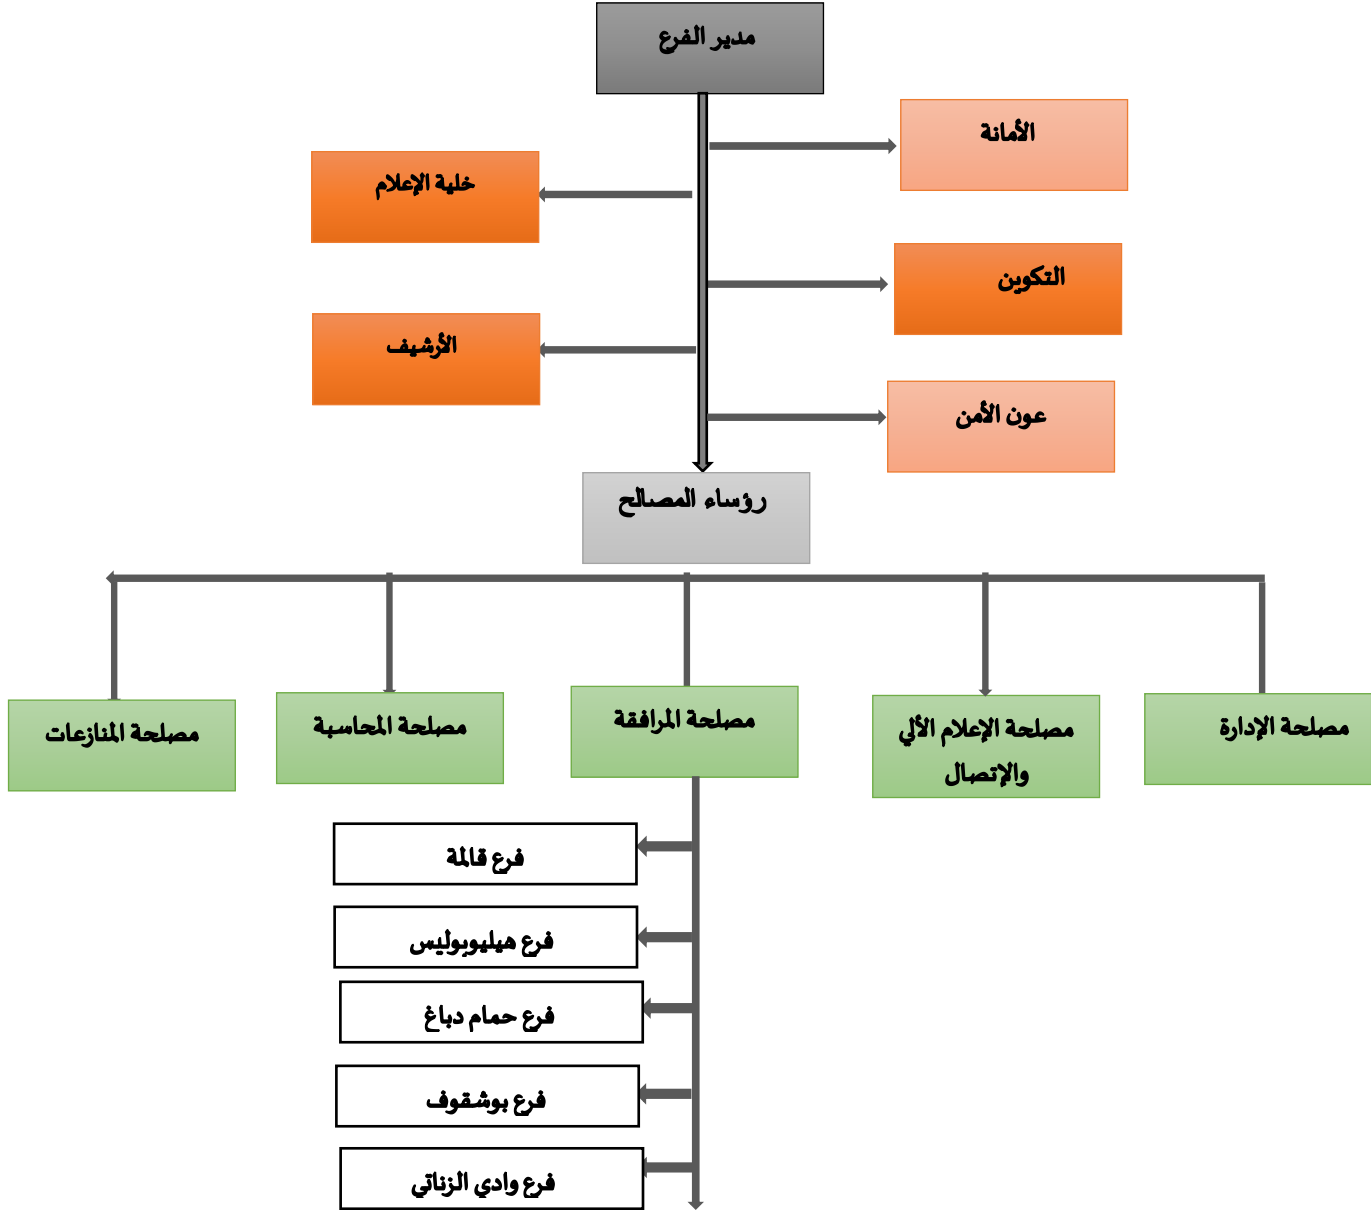 مدير الفرع
الأمانة
خلية الإعلام
التكوين
الأرشيف
عون الأمن
رؤساء المصالح
مصلحة الإدارة
مصلحة الإعلام الألي
والإتصال
مصلحة المرافقة
مصلحة المحاسبة
مصلحة المنازعات
فرع قالمة
فرع هيليوبوليس
فرع حمام دباغ
فرع بوشقوف
فرع وادي الزناتي